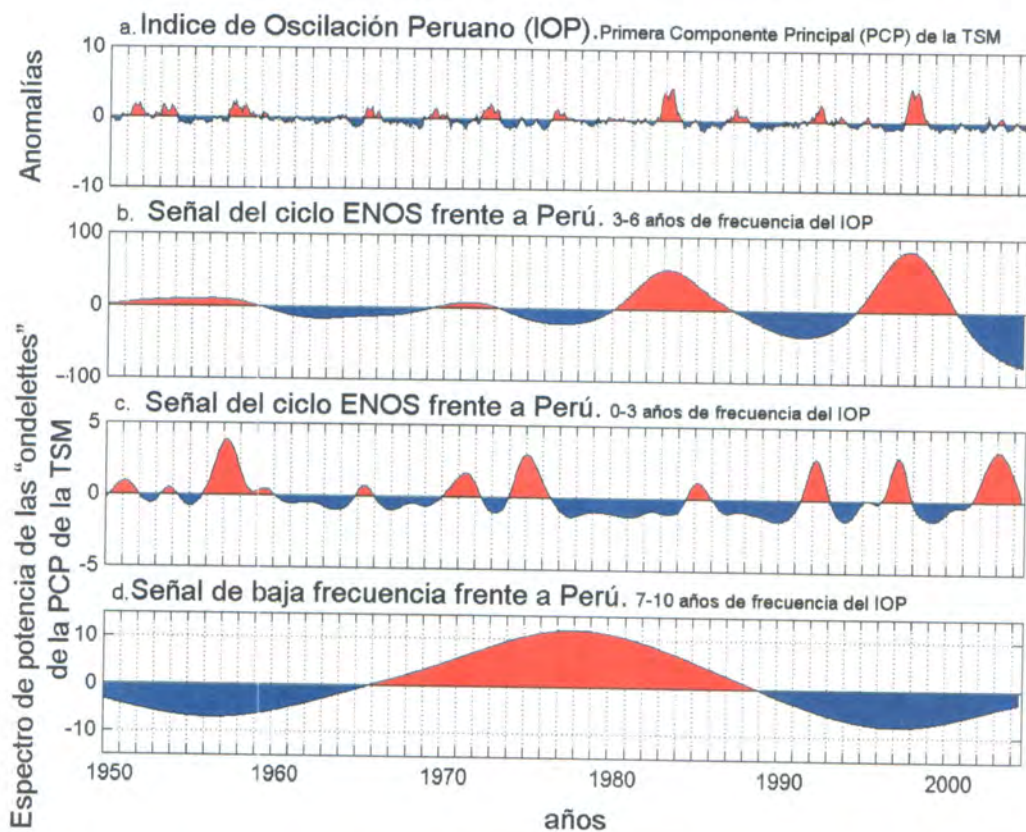 a. Indice de Oscilación Peruano (IOP). Primera Componente Principal (PCP) de la TSM
10
0
-10
Anomalías
b. Señal del ciclo ENOS frente a Perú. 3-6 años de frecuencia del IOP
100
0
-100
c. Señal del ciclo ENOS frente a Perú. 0-3 años de frecuencia del IOP
5
0
-5
d. Señal de baja frecuencia frente a Perú. 7-10 años de frecuencia del IOP
10
0
-10
Espectro de potencia de las "ondelettes"
de la PCP de la TSM
1950 1960 1970 1980 1990 2000
años